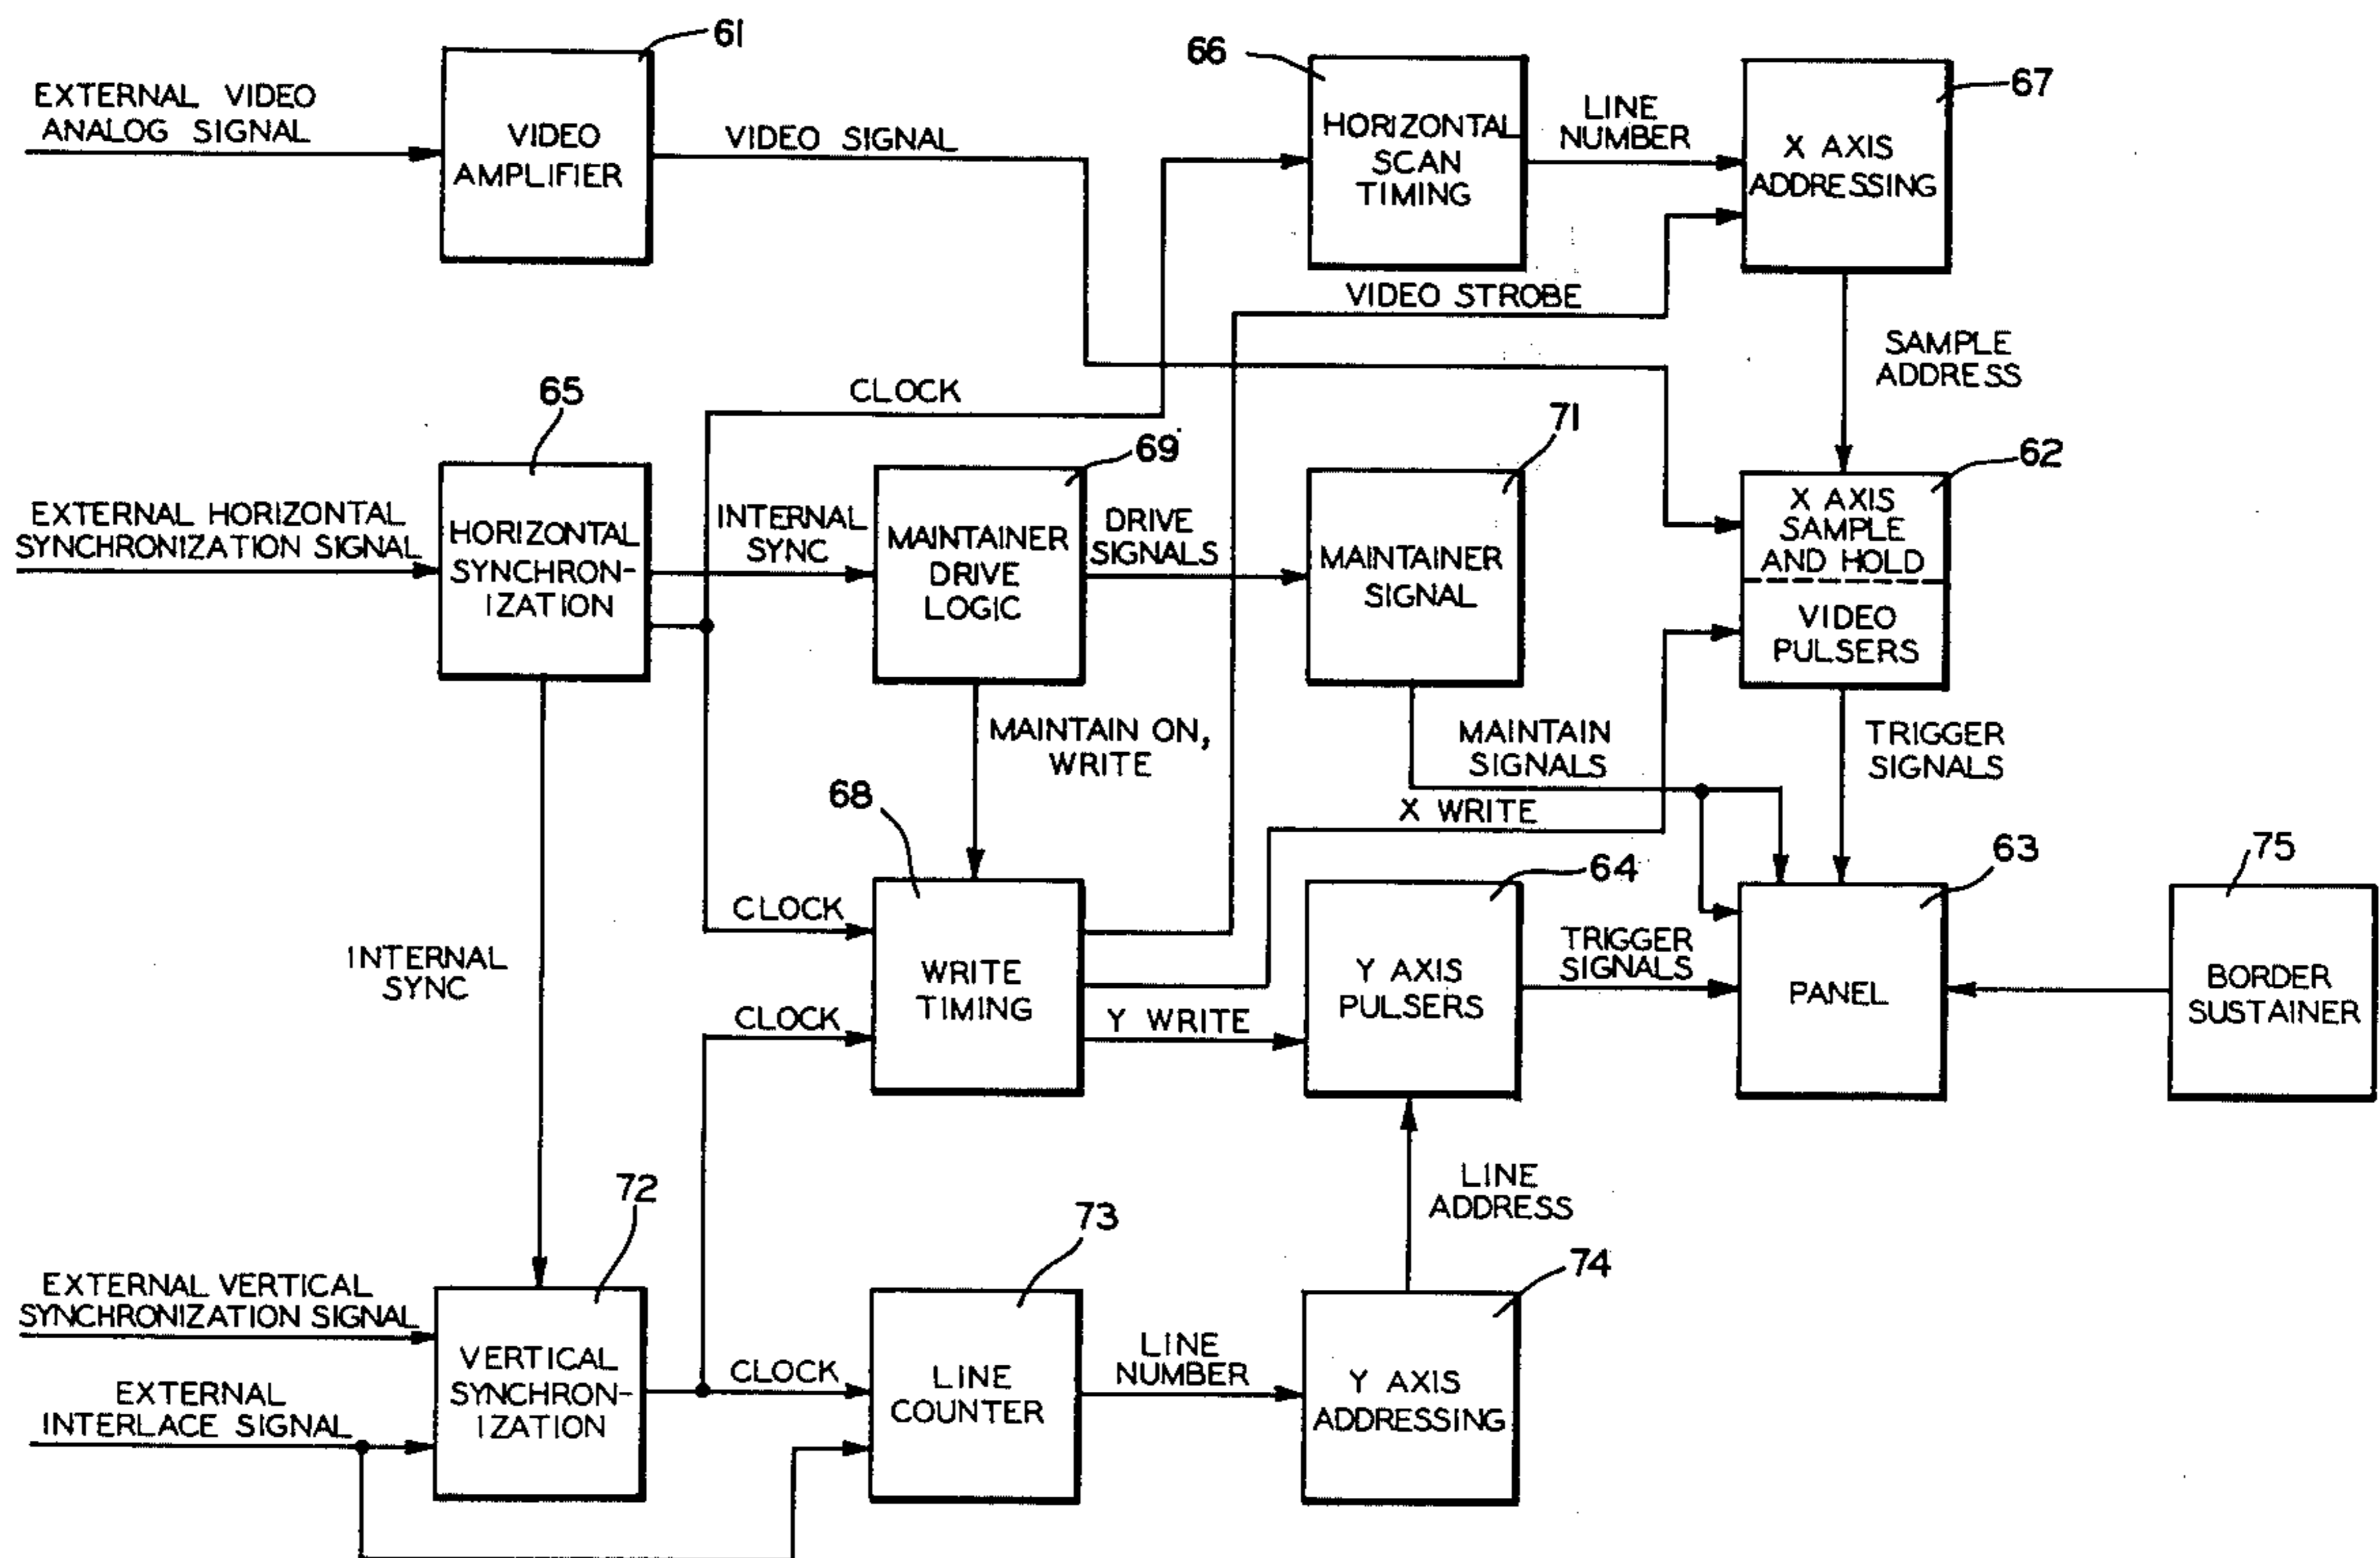 61
EXTERNAL VIDEO
ANALOG SIGNAL
VIDEO
AMPLIFIER
VIDEO SIGNAL
66
HORIZONTAL
SCAN
TIMING
LINE
NUMBER
67
X AXIS
ADDRESSING
VIDEO STROBE
SAMPLE
ADDRESS
65
CLOCK
EXTERNAL HORIZONTAL
SYNCHRONIZATION SIGNAL
HORIZONTAL
SYNCHRON-
IZATION
INTERNAL
SYNC
69
MAINTAINER
DRIVE
LOGIC
DRIVE
SIGNALS
71
MAINTAINER
SIGNAL
62
X AXIS
SAMPLE
AND HOLD
VIDEO
PULSERS
MAINTAIN ON,
WRITE
MAINTAIN
SIGNALS
TRIGGER
SIGNALS
X WRITE
68
CLOCK
WRITE
TIMING
CLOCK
Y WRITE
64
Y AXIS
PULSERS
TRIGGER
SIGNALS
63
PANEL
75
BORDER
SUSTAINER
INTERNAL
SYNC
LINE
ADDRESS
72
EXTERNAL VERTICAL
SYNCHRONIZATION SIGNAL
EXTERNAL
INTERLACE SIGNAL
VERTICAL
SYNCHRON-
IZATION
CLOCK
73
LINE
COUNTER
LINE
NUMBER
74
Y AXIS
ADDRESSING